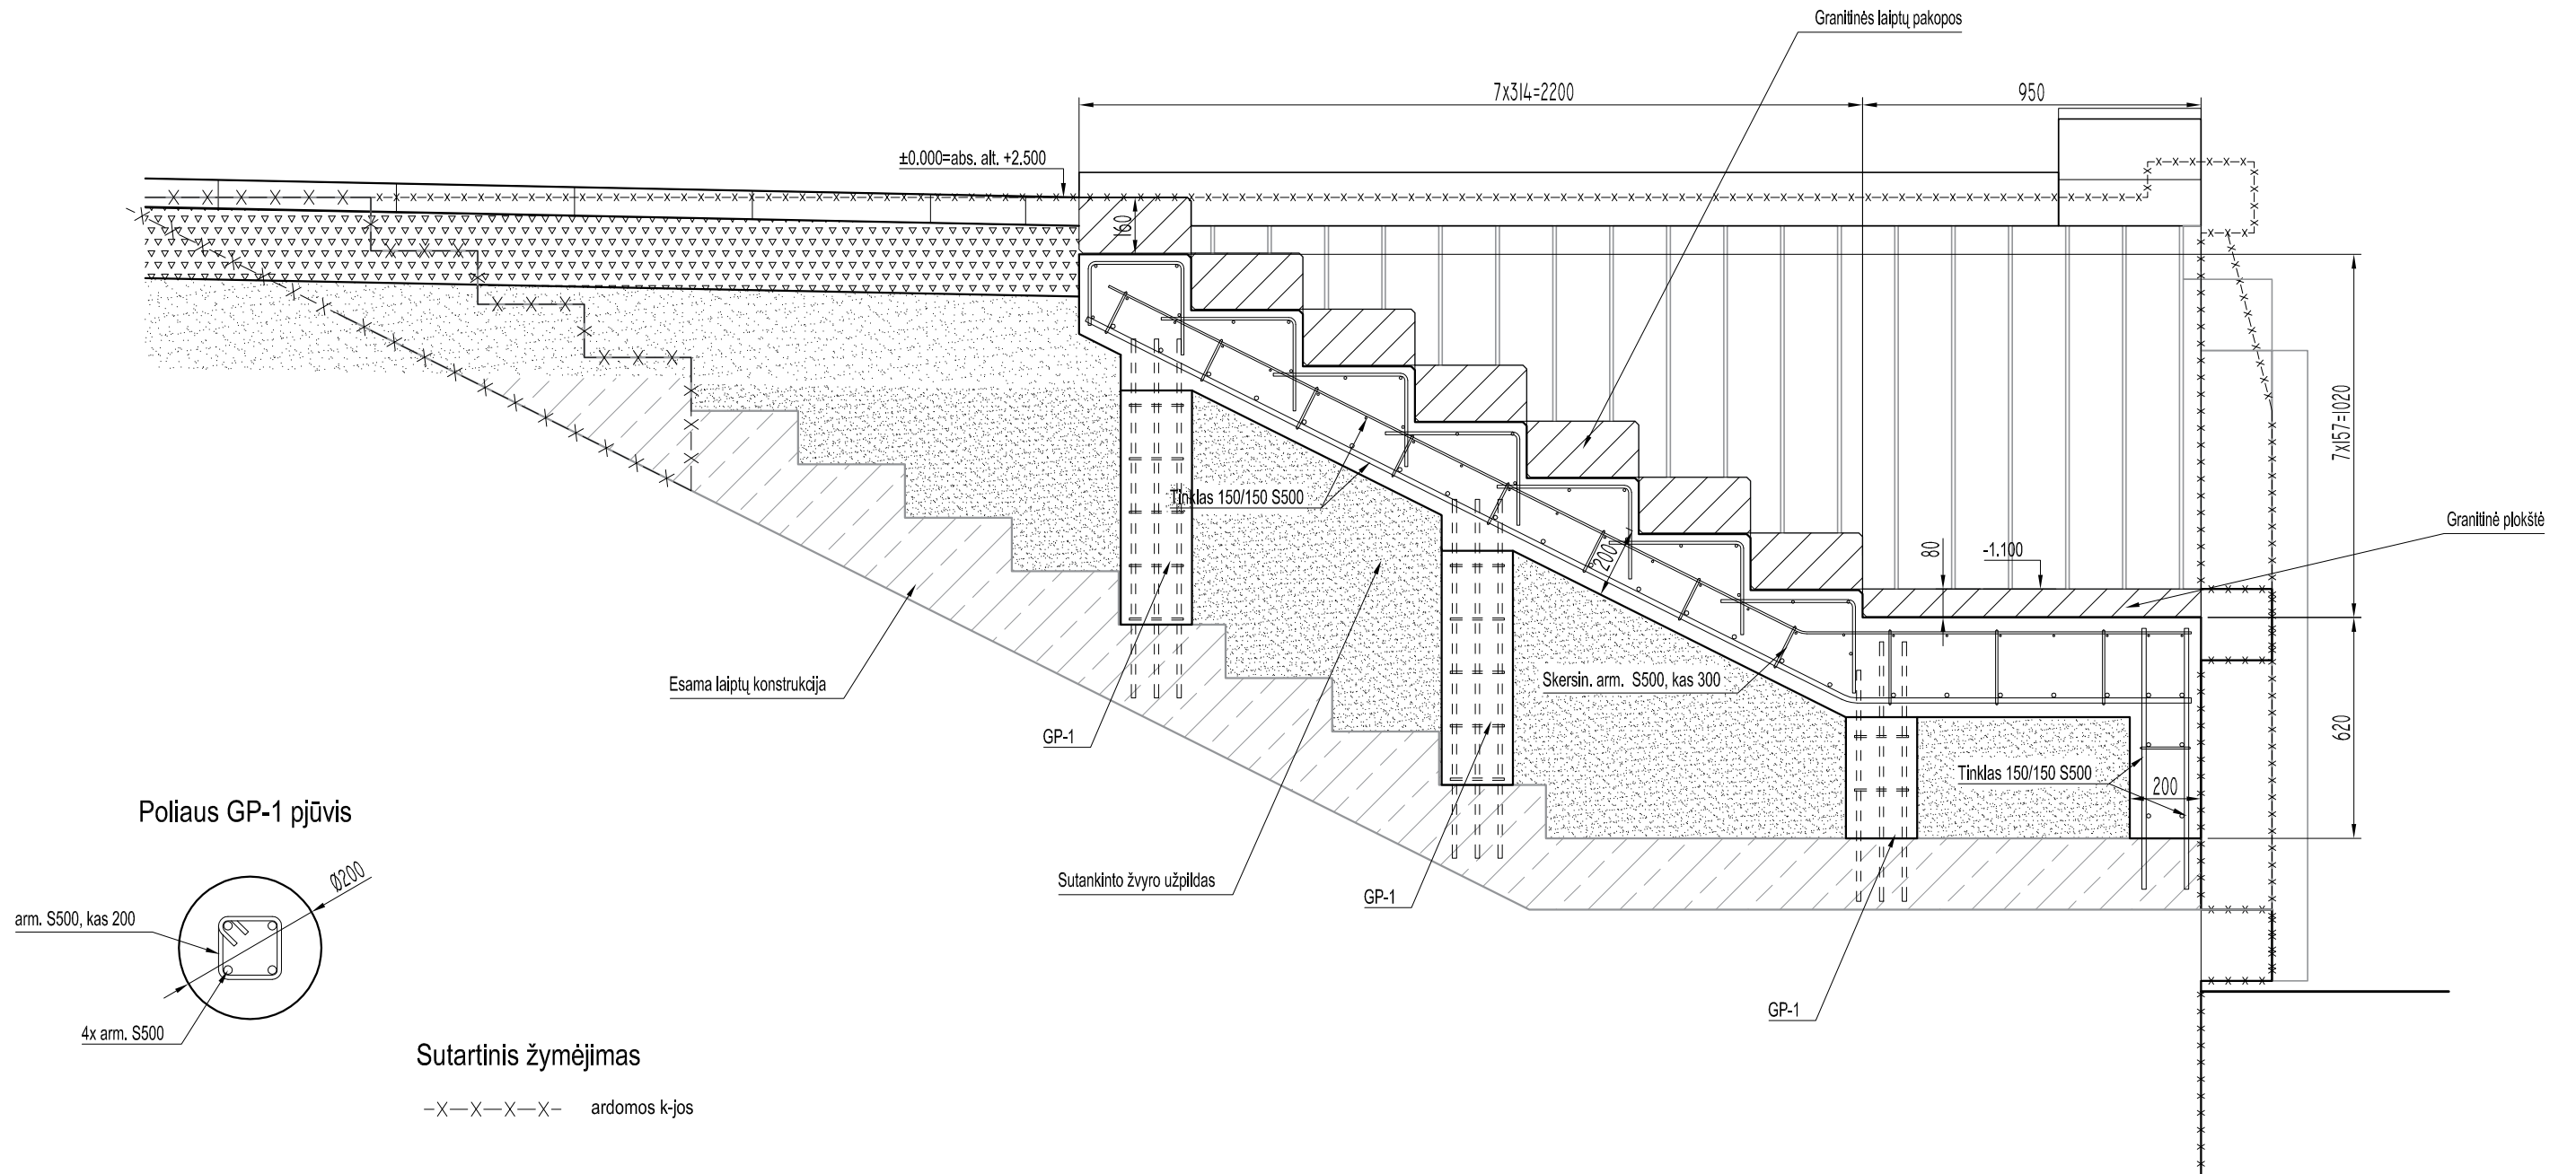 Granitinės laiptų pakopos
7x314=2200
950
±0.000=abs. alt. +2.500
160
7x157=1020
Tinklas 150/150 S500
Granitinė plokštė
80
-1.100
200
Esama laiptų konstrukcija
Skersin. arm. S500, kas 300
GP-1
620
Tinklas 150/150 S500
200
Poliaus GP-1 pjūvis
Ø200
Sutankinto žvyro užpildas
GP-1
arm. S500, kas 200
GP-1
4x arm. S500
Sutartinis žymėjimas
-X—X—X—X- ardomos k-jos